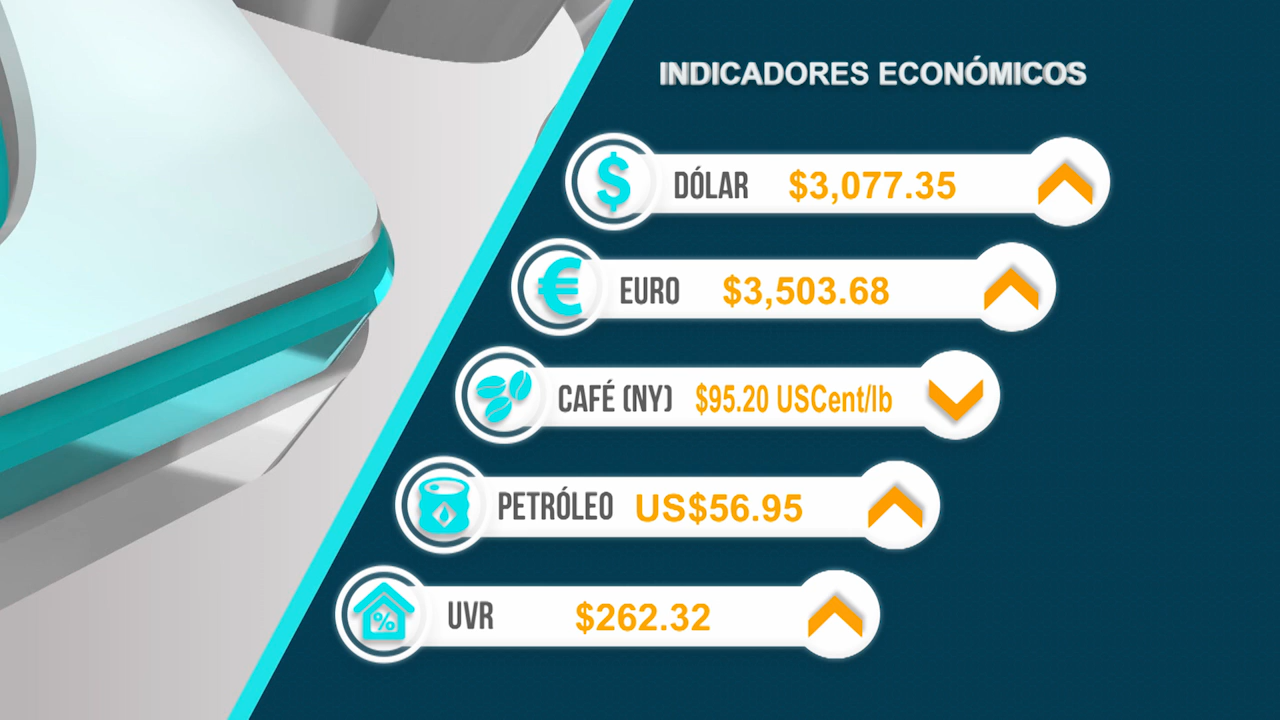 INDICADORES ECONÓMICOS
$ DÓLAR $3,077.35
€ EURO $3,503.68
CAFÉ (NY) $95.20 USCent/lb
PETRÓLEO US$56.95
% UVR $262.32